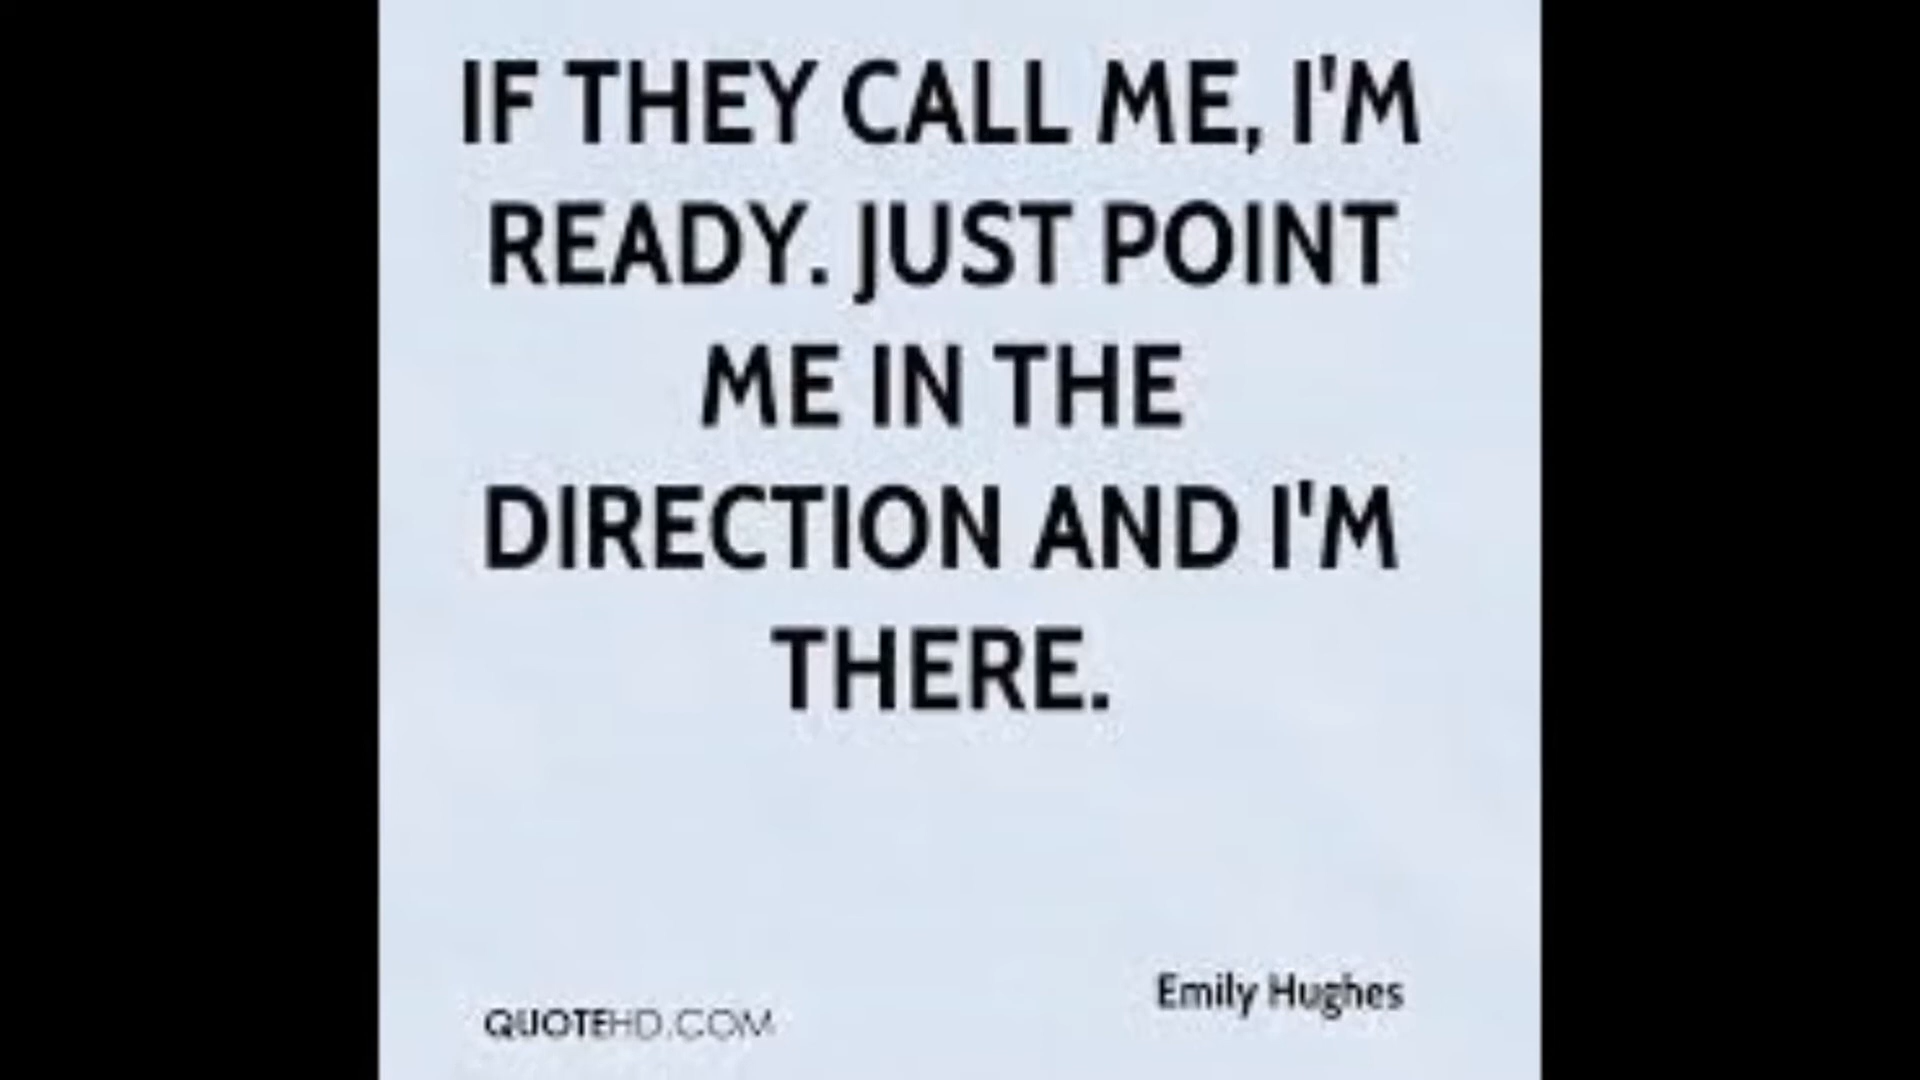 IF THEY CALL ME, I'M
READY. JUST POINT
ME IN THE
DIRECTION AND I'M
THERE.
Emily Hughes
QUOTEHD.COM